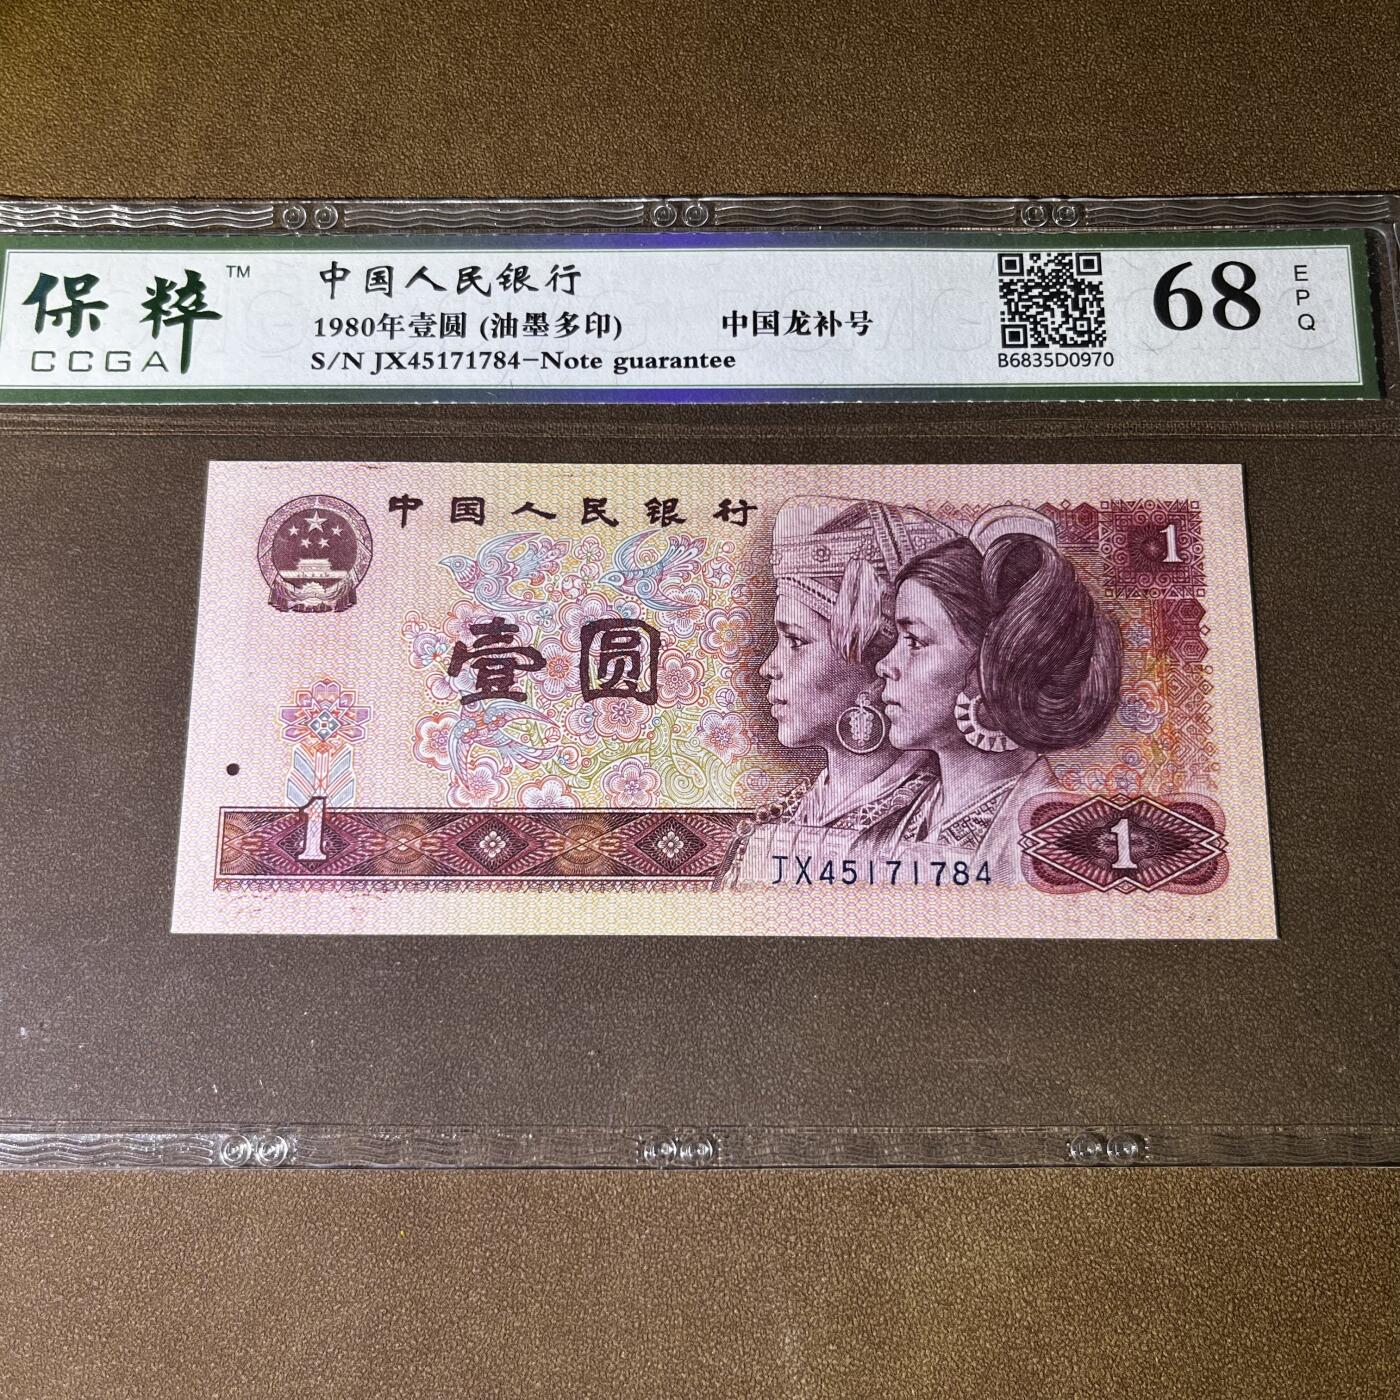 保粹™
CCGA
中国人民银行
1980年壹圆 (油墨多印)
中国龙补号
S/N JX45171784-Note guarantee
B6835D0970
68
EPQ
中国人民银行
1
壹圆
1
JX45171784
1